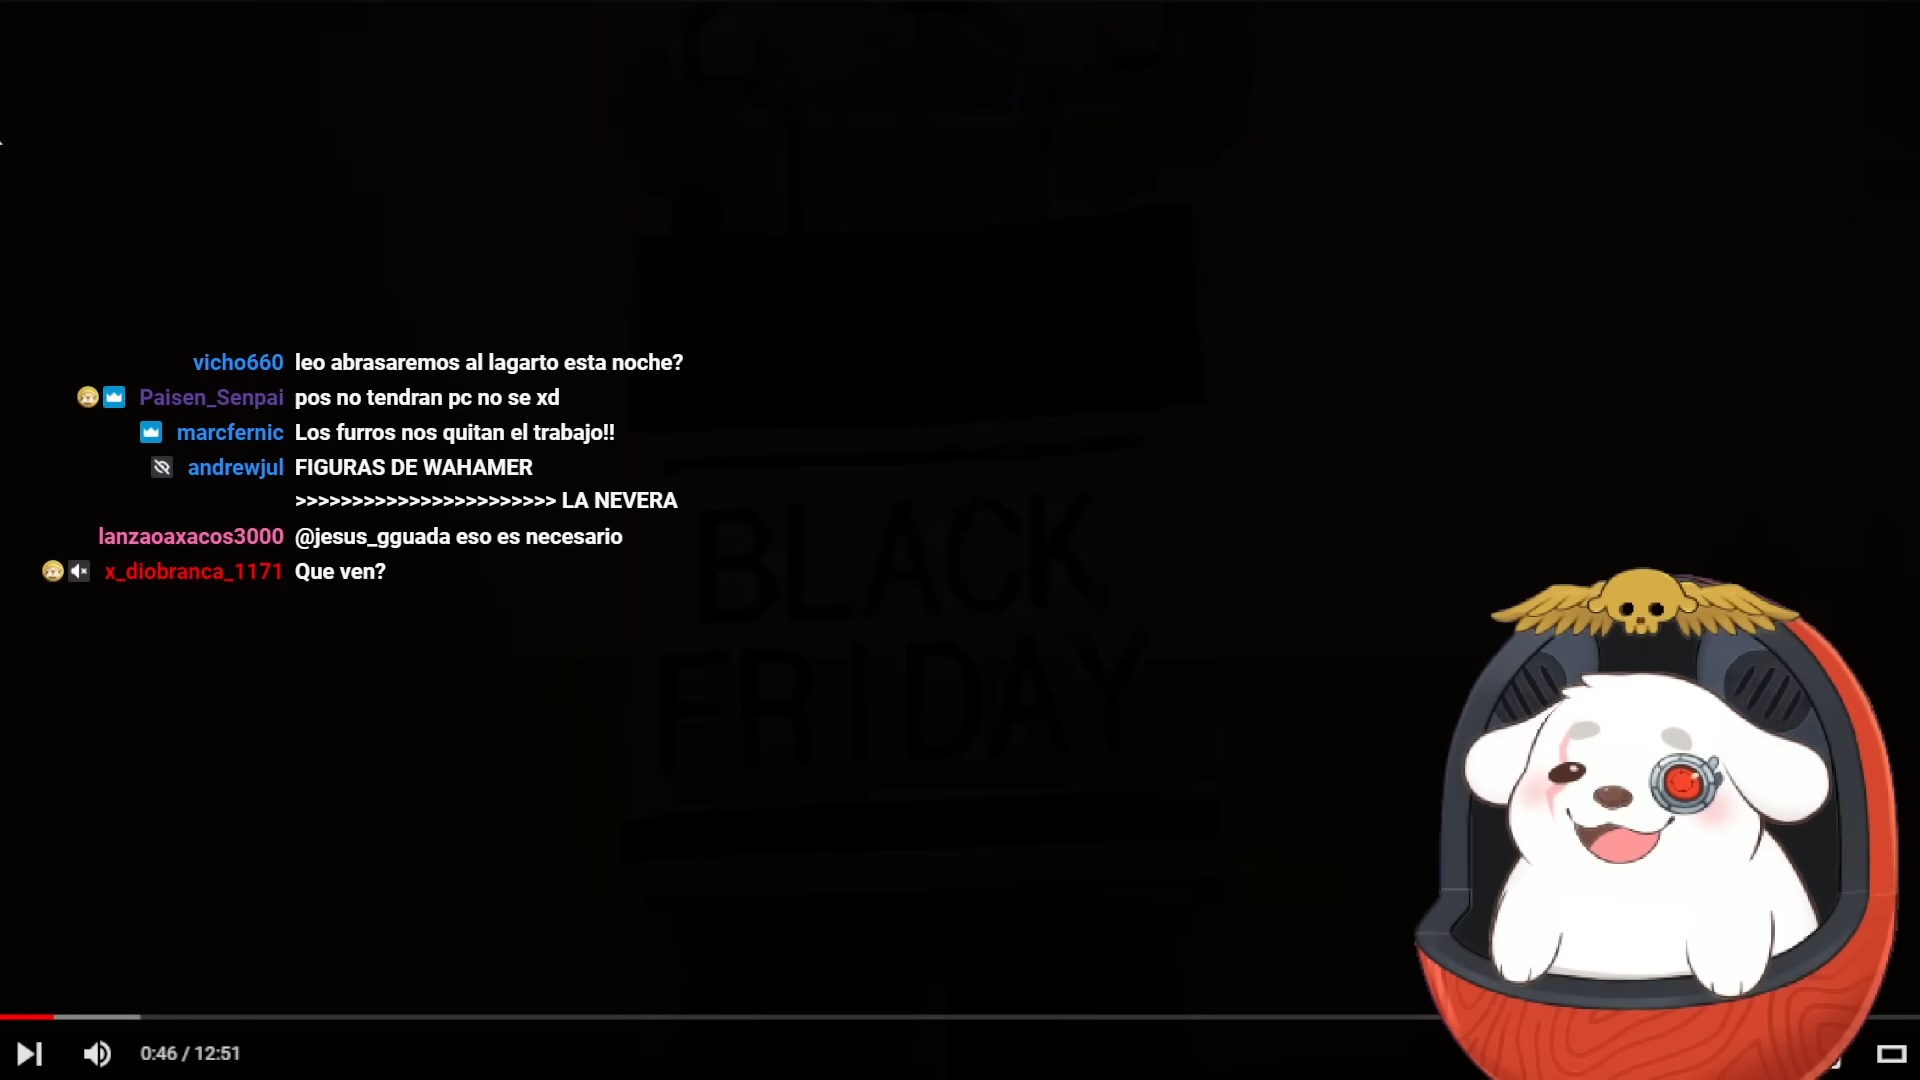 vicho660 leo abrasaremos al lagarto esta noche?
Paisen_Senpai pos no tendran pc no se xd
marcfernic Los furros nos quitan el trabajo!!
andrewjul FIGURAS DE WAHAMER
>>>>>>>>>>>>>>>>>>>>>>> LA NEVERA
lanzaoaxacos3000 @jesus_gguada eso es necesario
x_diobranca_1171 Que ven?
BLACK
FRIDAY
0:46 / 12:51